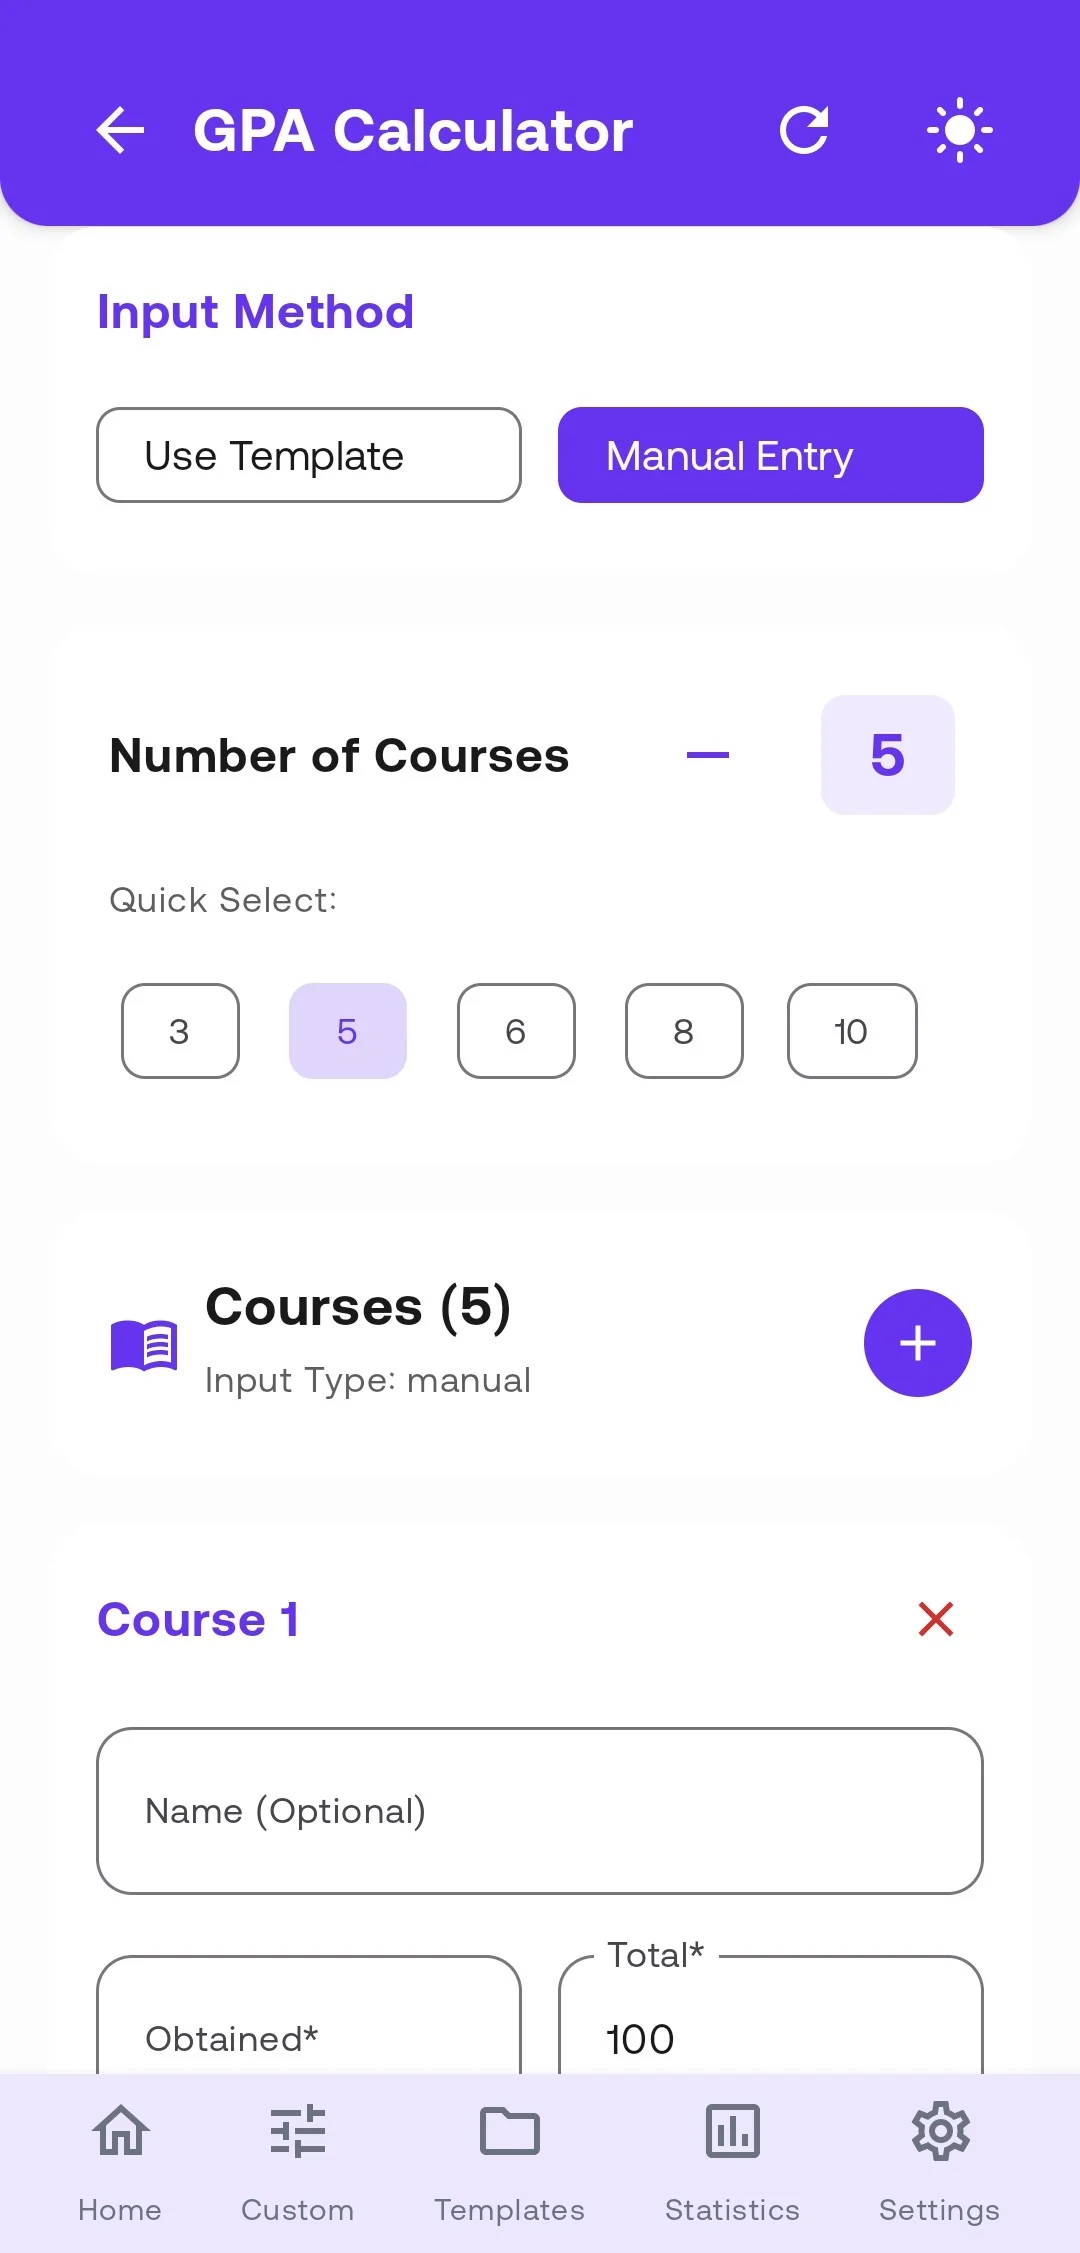 GPA Calculator
Input Method
Use Template
Manual Entry
Number of Courses
5
Quick Select:
3
5
6
8
10
Courses (5)
Input Type: manual
Course 1
Name (Optional)
Obtained*
Total*
100
Home
Custom
Templates
Statistics
Settings